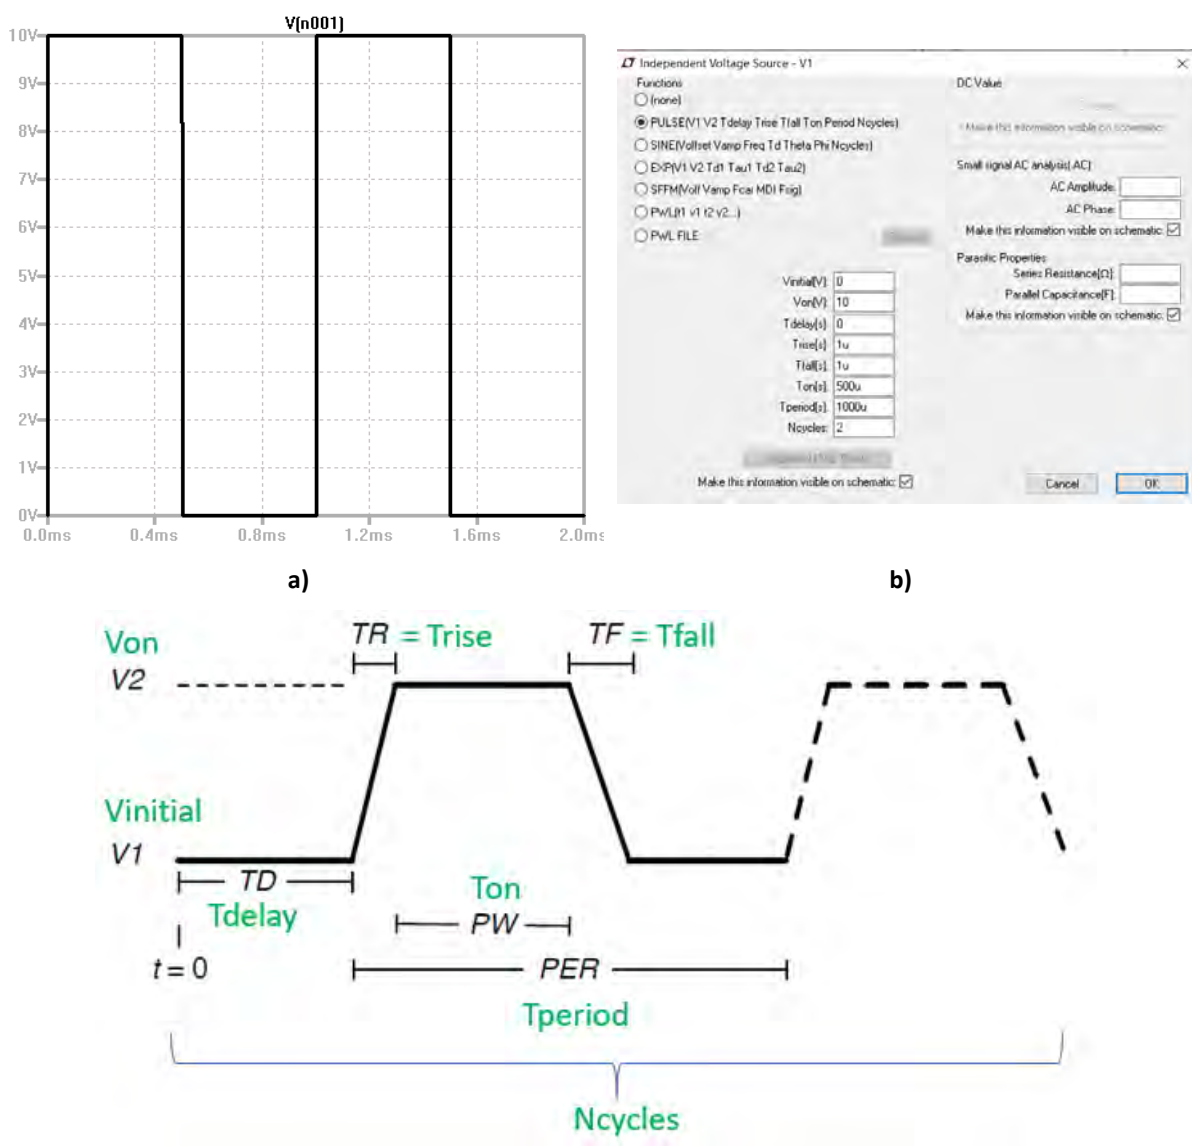 V(n001)
10V
9V
8V
7V
6V
5V
4V
3V
2V
1V
0V
0.0ms 0.4ms 0.8ms 1.2ms 1.6ms 2.0ms
a)
Independent Voltage Source - V1
Functions
(none)
PULSE(V1 V2 Tdelay Trise Tfall Ton Period Ncycles)
SINE(Voffset Vamp Freq Td Theta Phi Ncycles)
EXP(V1 V2 Td1 Tau1 Td2 Tau2)
SFFM(Voff Vamp Fcar MDI Fsig)
PWL(t1 v1 t2 v2...)
PWL FILE:
Vinitial[V]: 0
Von[V]: 10
Tdelay[s]: 0
Trise[s]: 1u
Tfall[s]: 1u
Ton[s]: 500u
Tperiod[s]: 1000u
Ncycles: 2
Make this information visible on schematic:
DC Value
Make this information visible on schematic:
Small signal AC analysis(.AC)
AC Amplitude:
AC Phase:
Make this information visible on schematic:
Parasitic Properties
Series Resistance[Ω]:
Parallel Capacitance[F]:
Make this information visible on schematic:
Cancel OK
b)
TR = Trise TF = Tfall
Von
V2
Vinitial
V1
TD
Tdelay
Ton
PW
t = 0
PER
Tperiod
Ncycles